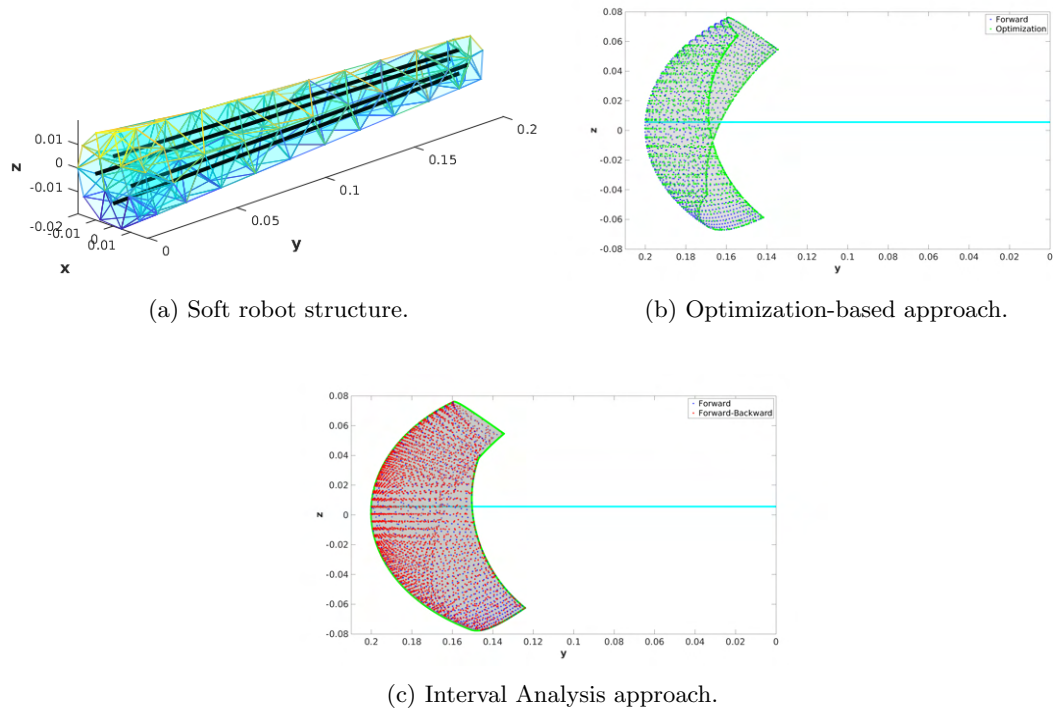 0.01
z
0
-0.01
-0.02
-0.01
0
0.01
x
0
0.05
y
0.1
0.15
0.2
(a) Soft robot structure.
0.08
0.06
0.04
0.02
z
0
-0.02
-0.04
-0.06
-0.08
0.2 0.18 0.16 0.14 0.12 0.1 0.08 0.06 0.04 0.02 0
y
Forward
Optimization
(b) Optimization-based approach.
0.08
0.06
0.04
0.02
z
0
-0.02
-0.04
-0.06
-0.08
0.2 0.18 0.16 0.14 0.12 0.1 0.08 0.06 0.04 0.02 0
y
Forward
Forward-Backward
(c) Interval Analysis approach.